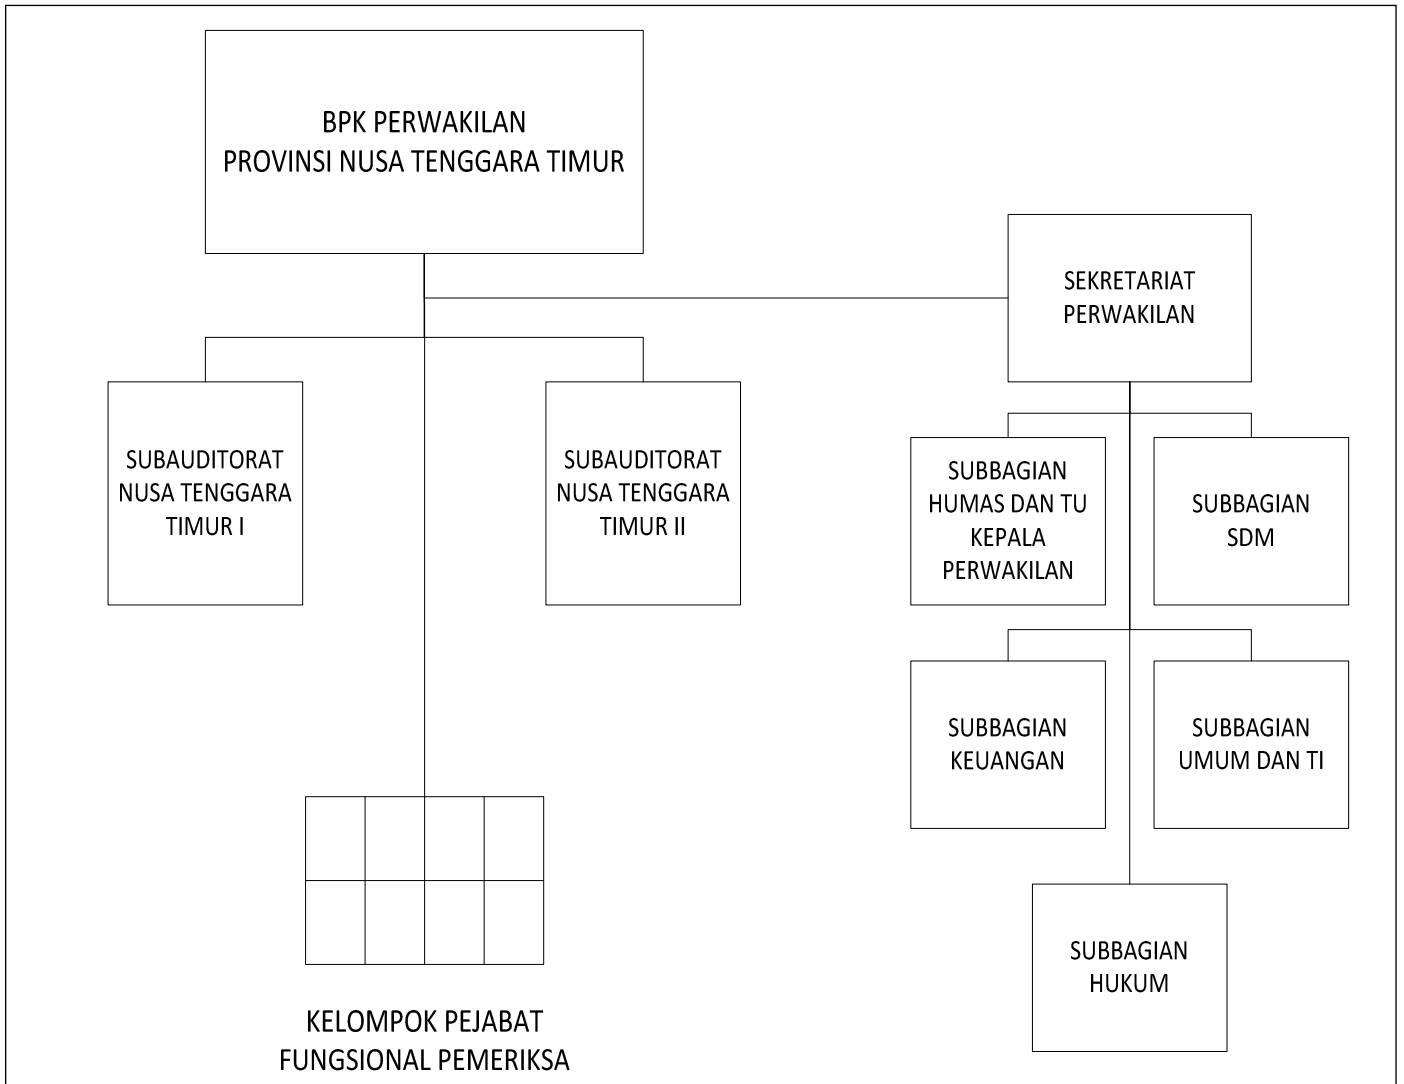 BPK PERWAKILAN
PROVINSI NUSA TENGGARA TIMUR
SEKRETARIAT
PERWAKILAN
SUBAUDITORAT
NUSA TENGGARA
TIMUR I
SUBAUDITORAT
NUSA TENGGARA
TIMUR II
SUBBAGIAN
HUMAS DAN TU
KEPALA
PERWAKILAN
SUBBAGIAN
SDM
SUBBAGIAN
KEUANGAN
SUBBAGIAN
UMUM DAN TI
SUBBAGIAN
HUKUM
KELOMPOK PEJABAT
FUNGSIONAL PEMERIKSA